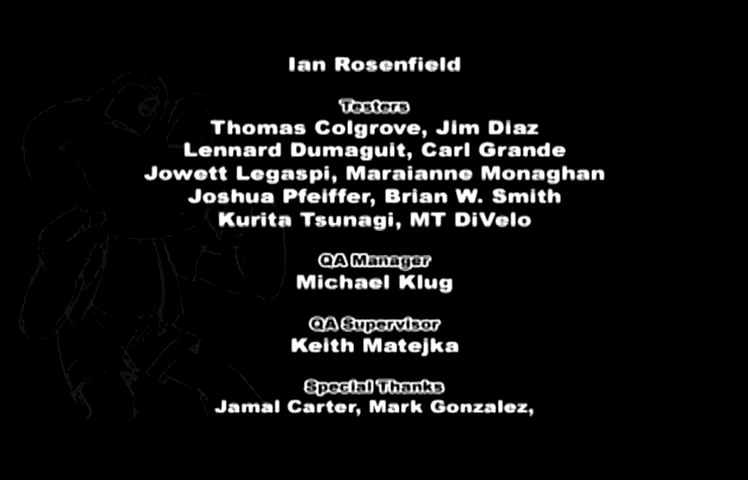 Ian Rosenfield
Testers
Thomas Colgrove, Jim Diaz
Lennard Dumaguit, Carl Grande
Jowett Legaspi, Maraianne Monaghan
Joshua Pfeiffer, Brian W. Smith
Kurita Tsunagi, MT DiVelo
QA Manager
Michael Klug
QA Supervisor
Keith Matejka
Special Thanks
Jamal Carter, Mark Gonzalez,